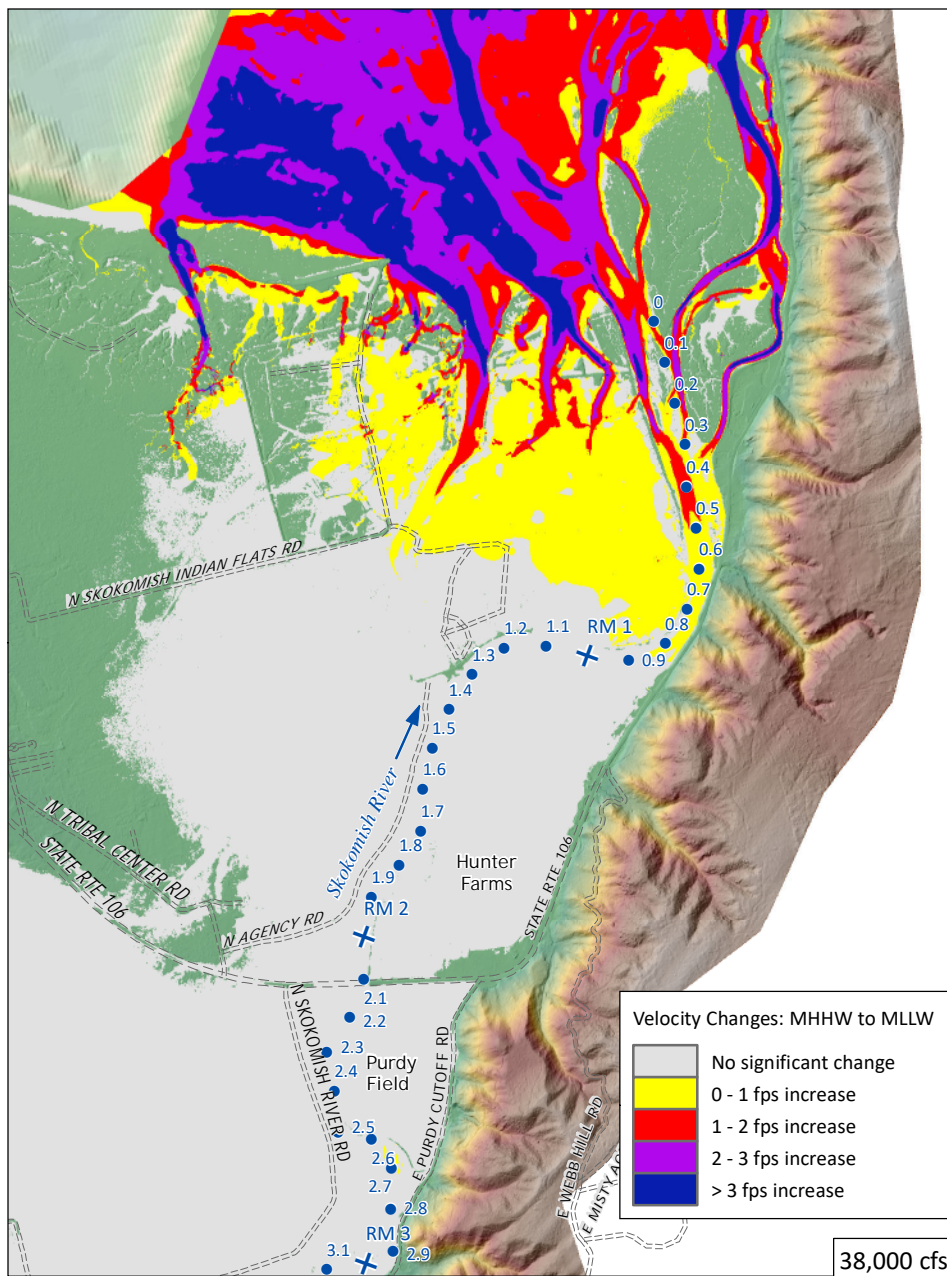 0
0.1
0.2
0.3
0.4
0.5
0.6
0.7
0.8
0.9
RM 1
1.1
1.2
1.3
1.4
1.5
1.6
1.7
1.8
1.9
RM 2
2.1
2.2
2.3
2.4
2.5
2.6
2.7
2.8
2.9
RM 3
3.1
N SKOKOMISH INDIAN FLATS RD
Skokomish River
N TRIBAL CENTER RD
STATE RTE 106
N AGENCY RD
Hunter
Farms
STATE RTE 106
N SKOKOMISH RIVER RD
Purdy
Field
E PURDY CUTOFF RD
E WEBB HILL RD
E MISTY
Velocity Changes: MHHW to MLLW
No significant change
0 - 1 fps increase
1 - 2 fps increase
2 - 3 fps increase
> 3 fps increase
38,000 cfs